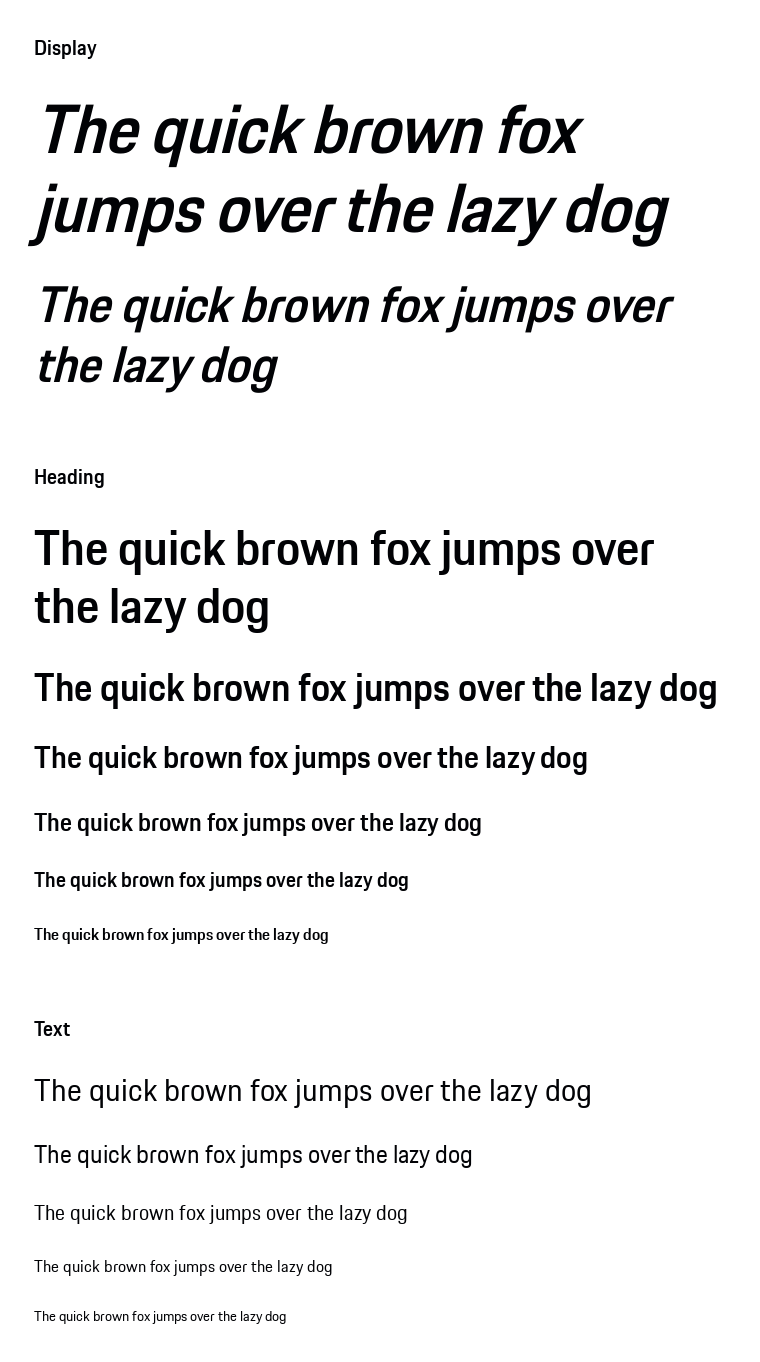 Display
The quick brown fox
jumps over the lazy dog
The quick brown fox jumps over
the lazy dog
Heading
The quick brown fox jumps over
the lazy dog
The quick brown fox jumps over the lazy dog
The quick brown fox jumps over the lazy dog
The quick brown fox jumps over the lazy dog
The quick brown fox jumps over the lazy dog
The quick brown fox jumps over the lazy dog
Text
The quick brown fox jumps over the lazy dog
The quick brown fox jumps over the lazy dog
The quick brown fox jumps over the lazy dog
The quick brown fox jumps over the lazy dog
The quick brown fox jumps over the lazy dog